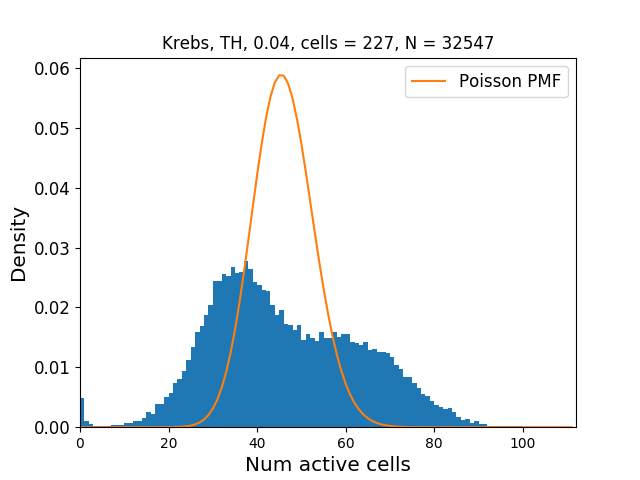 Krebs, TH, 0.04, cells = 227, N = 32547
Poisson PMF
0.06
0.05
0.04
0.03
0.02
0.01
0.00
Density
0 20 40 60 80 100
Num active cells